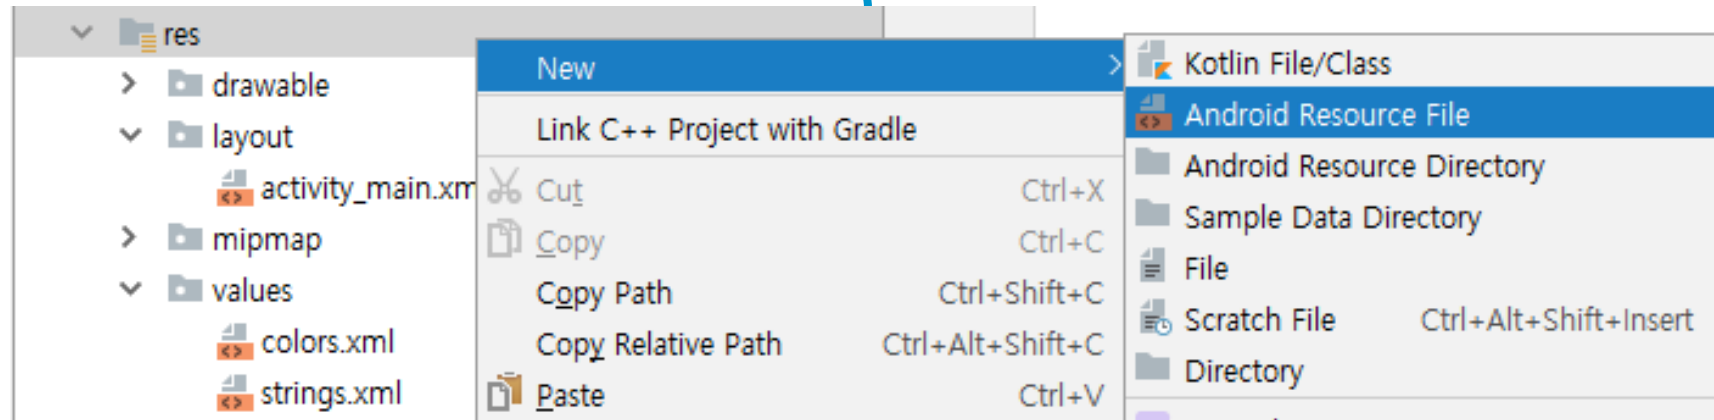 res
drawable
layout
activity_main.xm
mipmap
values
colors.xml
strings.xml
New
Link C++ Project with Gradle
Cut Ctrl+X
Copy Ctrl+C
Copy Path Ctrl+Shift+C
Copy Relative Path Ctrl+Alt+Shift+C
Paste Ctrl+V
Kotlin File/Class
Android Resource File
Android Resource Directory
Sample Data Directory
File
Scratch File Ctrl+Alt+Shift+Insert
Directory